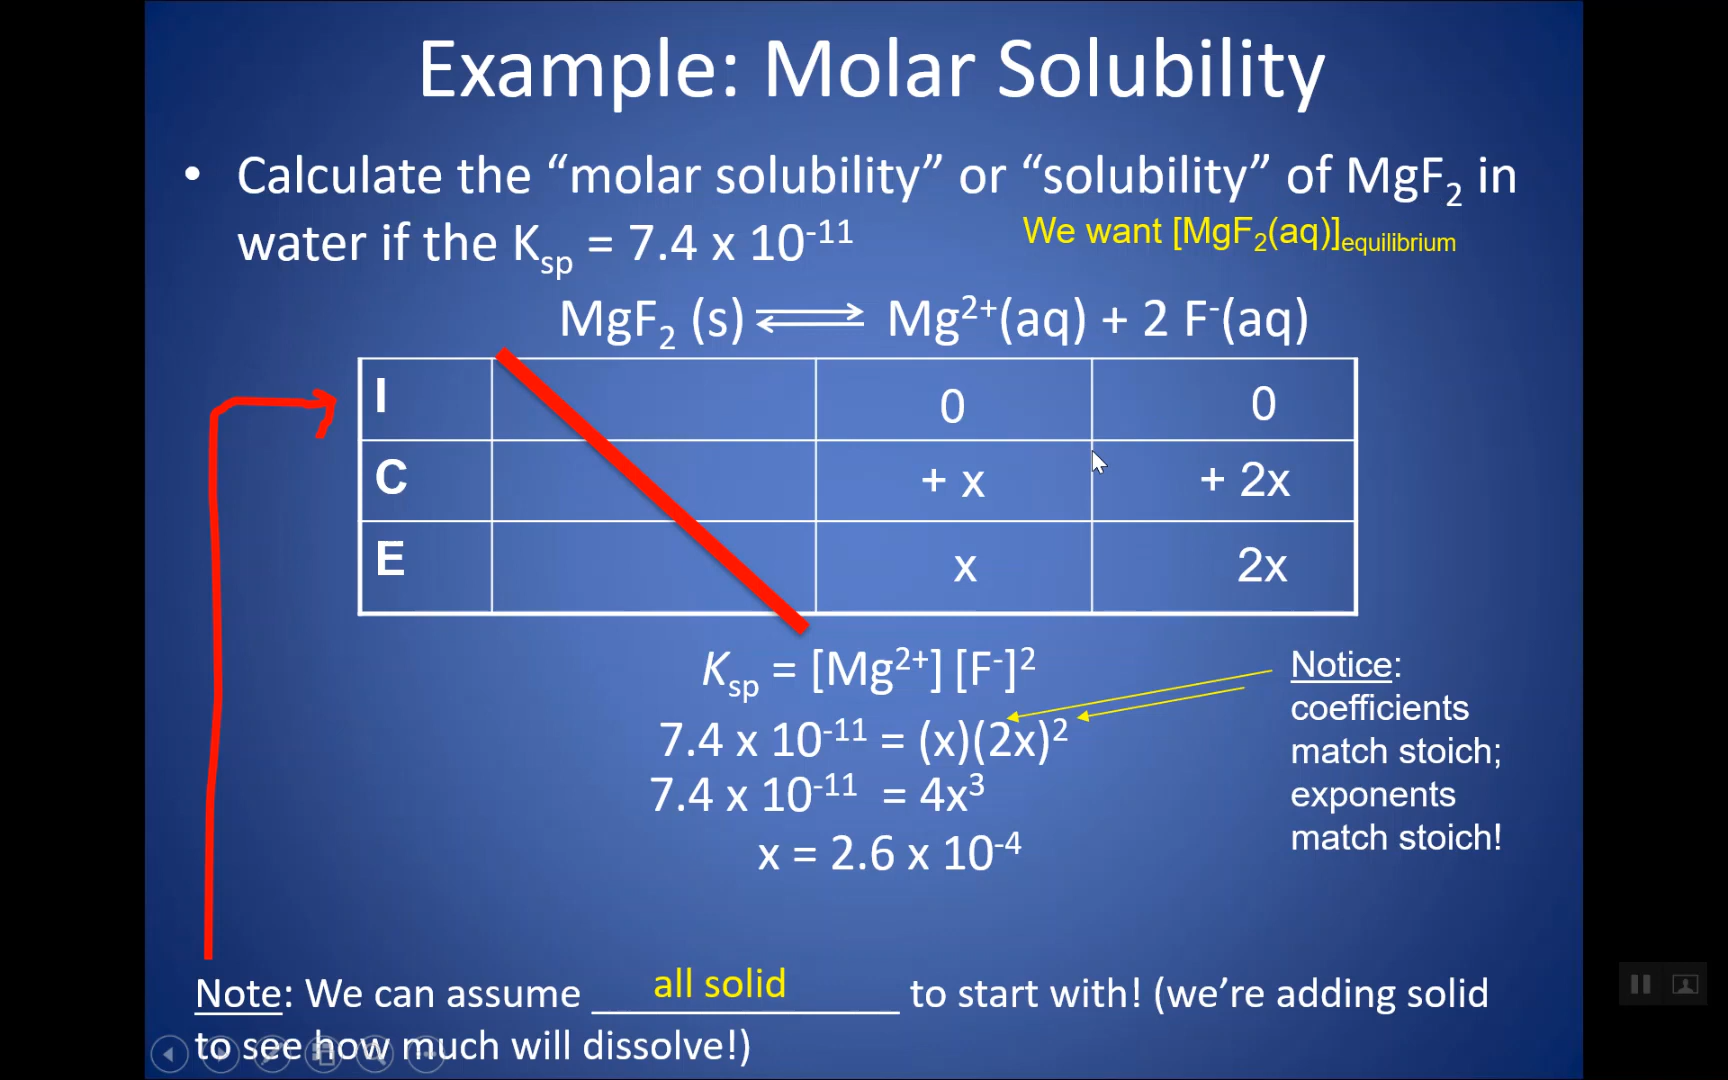 Example: Molar Solubility
• Calculate the “molar solubility” or “solubility” of MgF₂ in
water if the Kₛₚ = 7.4 x 10⁻¹¹
We want [MgF₂(aq)]equilibrium
MgF₂ (s) ⇌ Mg²⁺(aq) + 2 F⁻(aq)
I 0 0
C + x + 2x
E x 2x
Kₛₚ = [Mg²⁺] [F⁻]²
7.4 x 10⁻¹¹ = (x)(2x)²
7.4 x 10⁻¹¹ = 4x³
x = 2.6 x 10⁻⁴
Notice:
coefficients
match stoich;
exponents
match stoich!
Note: We can assume all solid to start with! (we’re adding solid
to see how much will dissolve!)